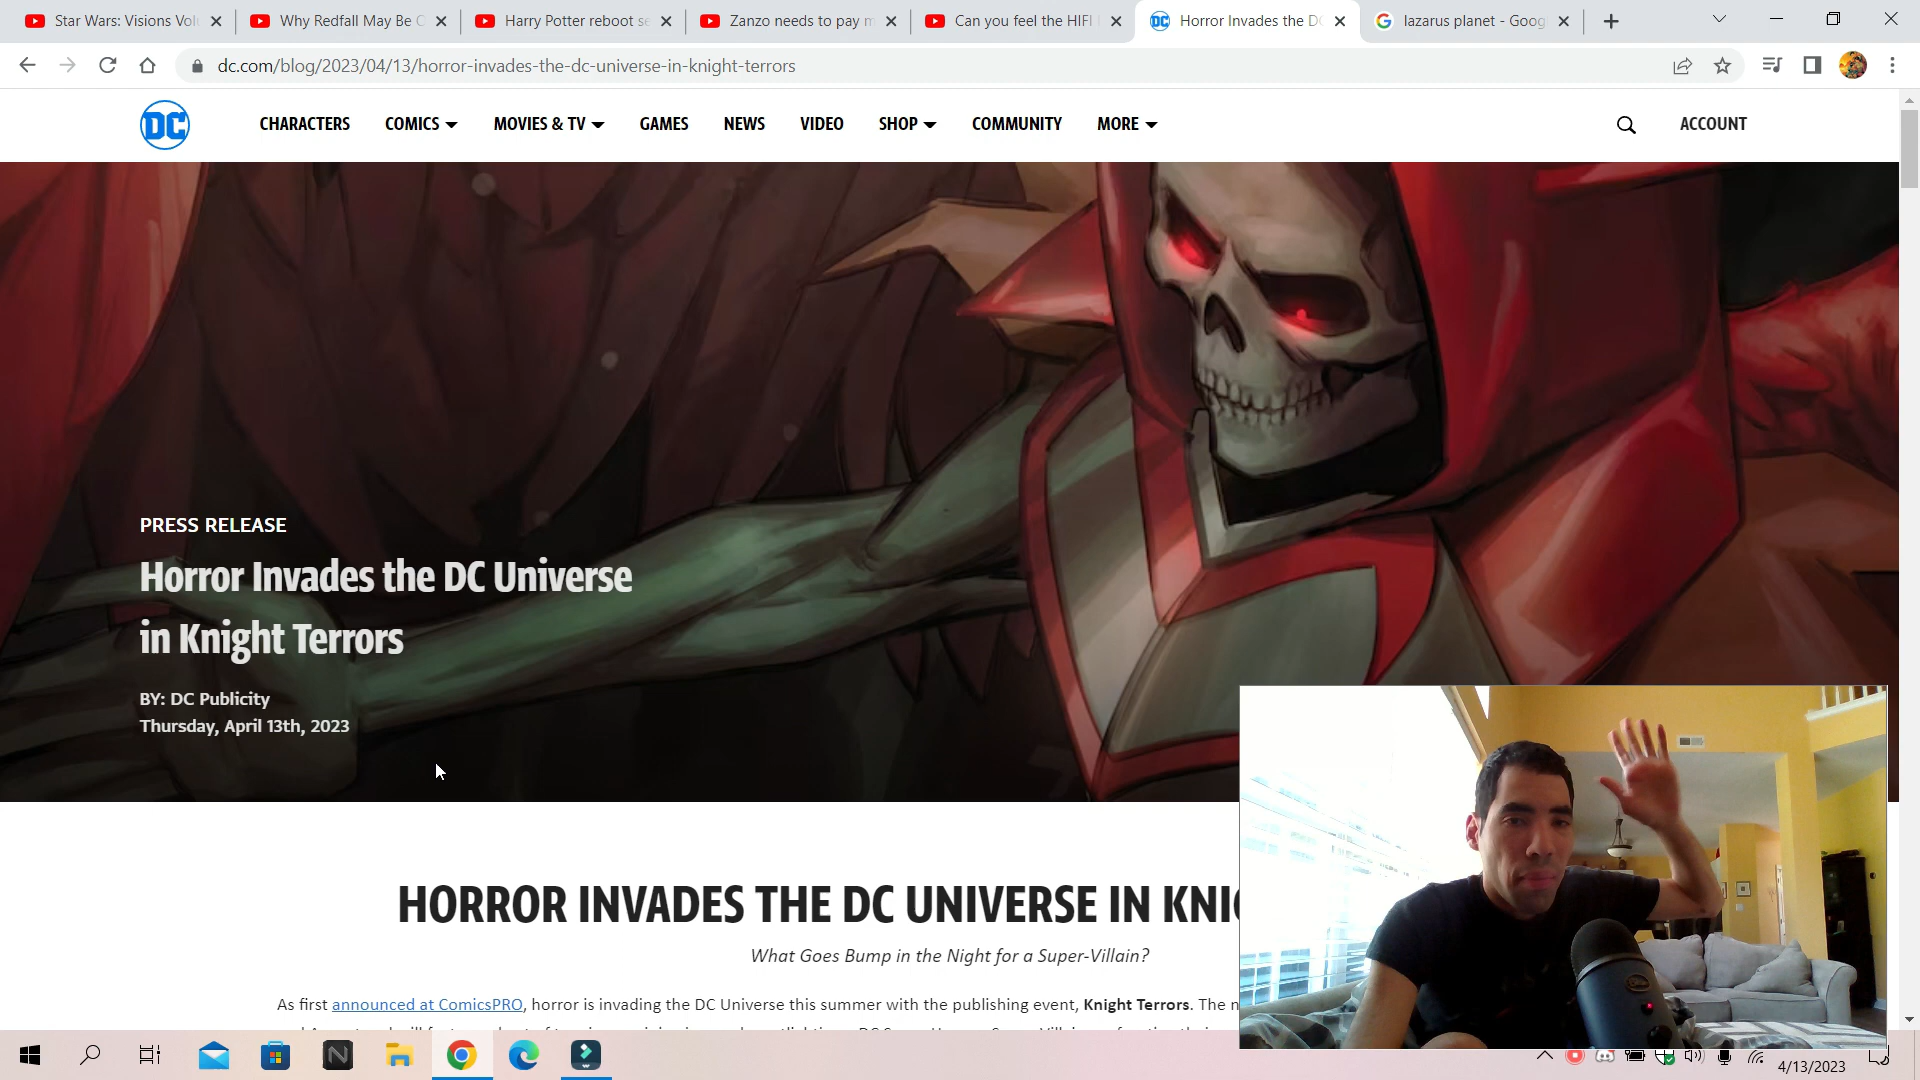 Star Wars: Visions Vol
Why Redfall May Be
Harry Potter reboot se
Zanzo needs to pay m
Can you feel the HIFI
DC
Horror Invades the D
lazarus planet - Goog
dc.com/blog/2023/04/13/horror-invades-the-dc-universe-in-knight-terrors
DC
CHARACTERS
COMICS
MOVIES & TV
GAMES
NEWS
VIDEO
SHOP
COMMUNITY
MORE
ACCOUNT
PRESS RELEASE
Horror Invades the DC Universe
in Knight Terrors
BY: DC Publicity
Thursday, April 13th, 2023
HORROR INVADES THE DC UNIVERSE IN KNI
What Goes Bump in the Night for a Super-Villain?
As first announced at ComicsPRO, horror is invading the DC Universe this summer with the publishing event, Knight Terrors. The
4/13/2023